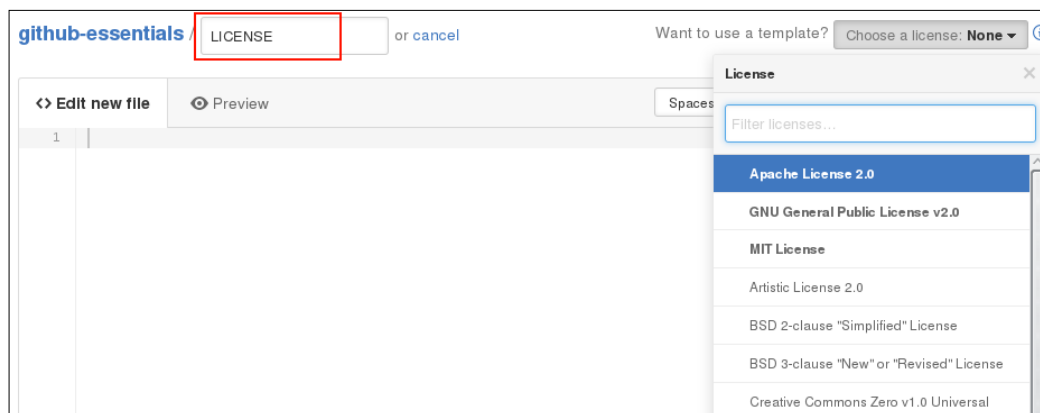 github-essentials / LICENSE or cancel Want to use a template? Choose a license: None
License
<> Edit new file Preview Spaces
Filter licenses...
1
Apache License 2.0
GNU General Public License v2.0
MIT License
Artistic License 2.0
BSD 2-clause "Simplified" License
BSD 3-clause "New" or "Revised" License
Creative Commons Zero v1.0 Universal